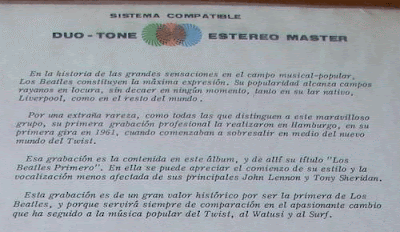 SISTEMA COMPATIBLE
DUO-TONE ESTEREO MASTER
En la historia de las grandes sensaciones en el campo musical-popular,
Los Beatles constituyen la máxima expresión. Su popularidad alcanza campos
rayanos en locura, sin decaer en ningún momento, tanto en su lar nativo,
Liverpool, como en el resto del mundo.
Por una extraña rareza, como todas las que distinguen a este maravilloso
grupo, su primera grabación profesional la realizaron en Hamburgo, en su
primera gira en 1961, cuando comenzaban a sobresalir en medio del nuevo
mundo del Twist.
Esa grabación es la contenida en este álbum, y de allí su título "Los
Beatles Primero". En ella se puede apreciar el comienzo de su estilo y la
vocalización menos afectada de sus principales John Lennon y Tony Sheridan.
Esta grabación es de un gran valor histórico por ser la primera de Los
Beatles, y porque servirá siempre de comparación en el apasionante cambio
que ha seguido a la música popular del Twist, al Watusi y al Surf.